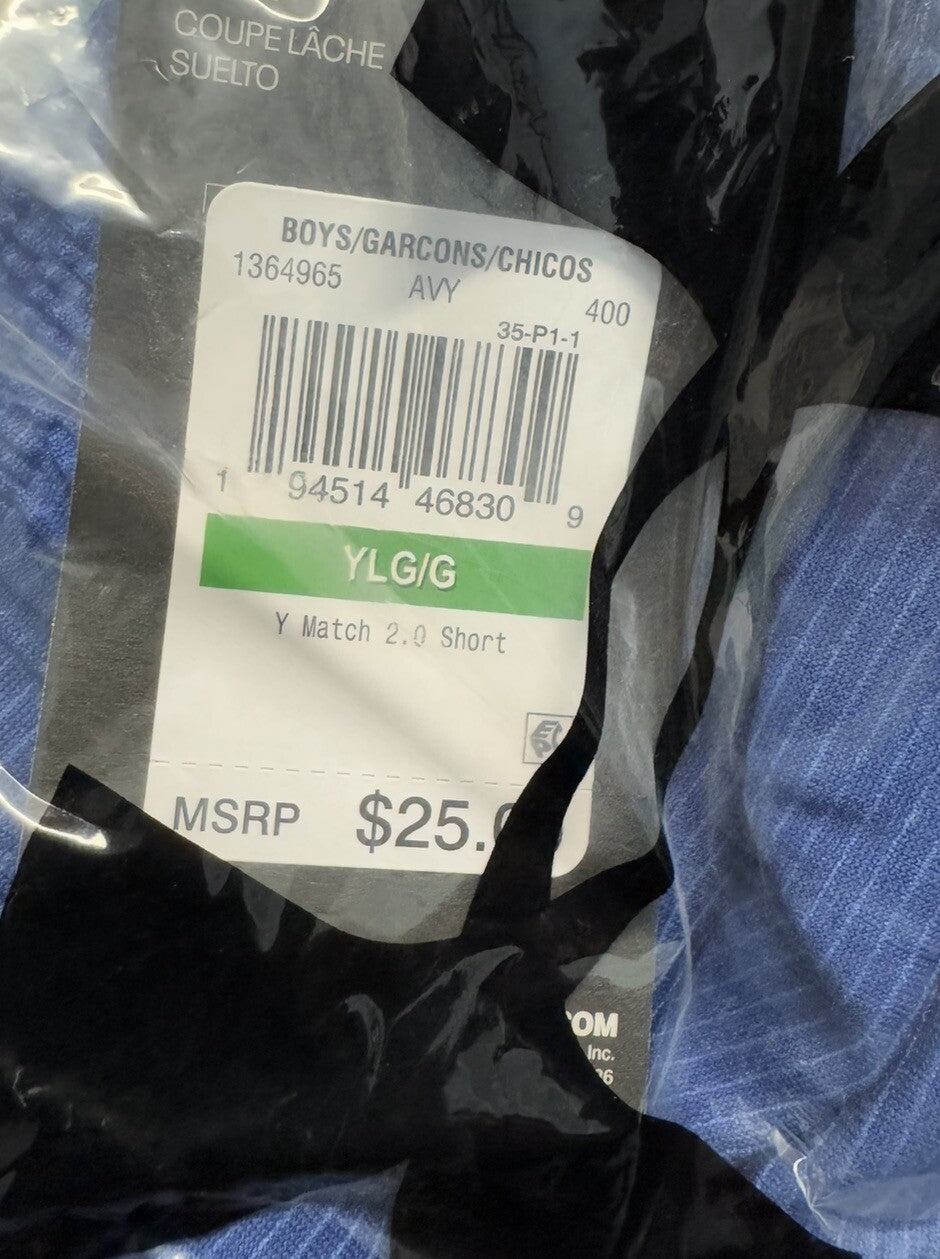 COUPE LÂCHE
SUELTO
BOYS/GARCONS/CHICOS
1364965 AVY 400
35-P1-1
1 94514 46830 9
YLG/G
Y Match 2.0 Short
MSRP $25.
COM
Inc.